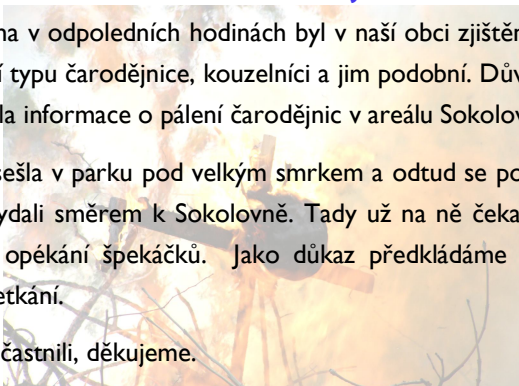 na v odpoledních hodinách byl v naší obci zjištěn
í typu čarodějnice, kouzelníci a jim podobní. Dův
la informace o pálení čarodějnic v areálu Sokolov
sešla v parku pod velkým smrkem a odtud se po
ydali směrem k Sokolovně. Tady už na ně čeka
opékání špekáčků. Jako důkaz předkládáme
etkání.
častnili, děkujeme.